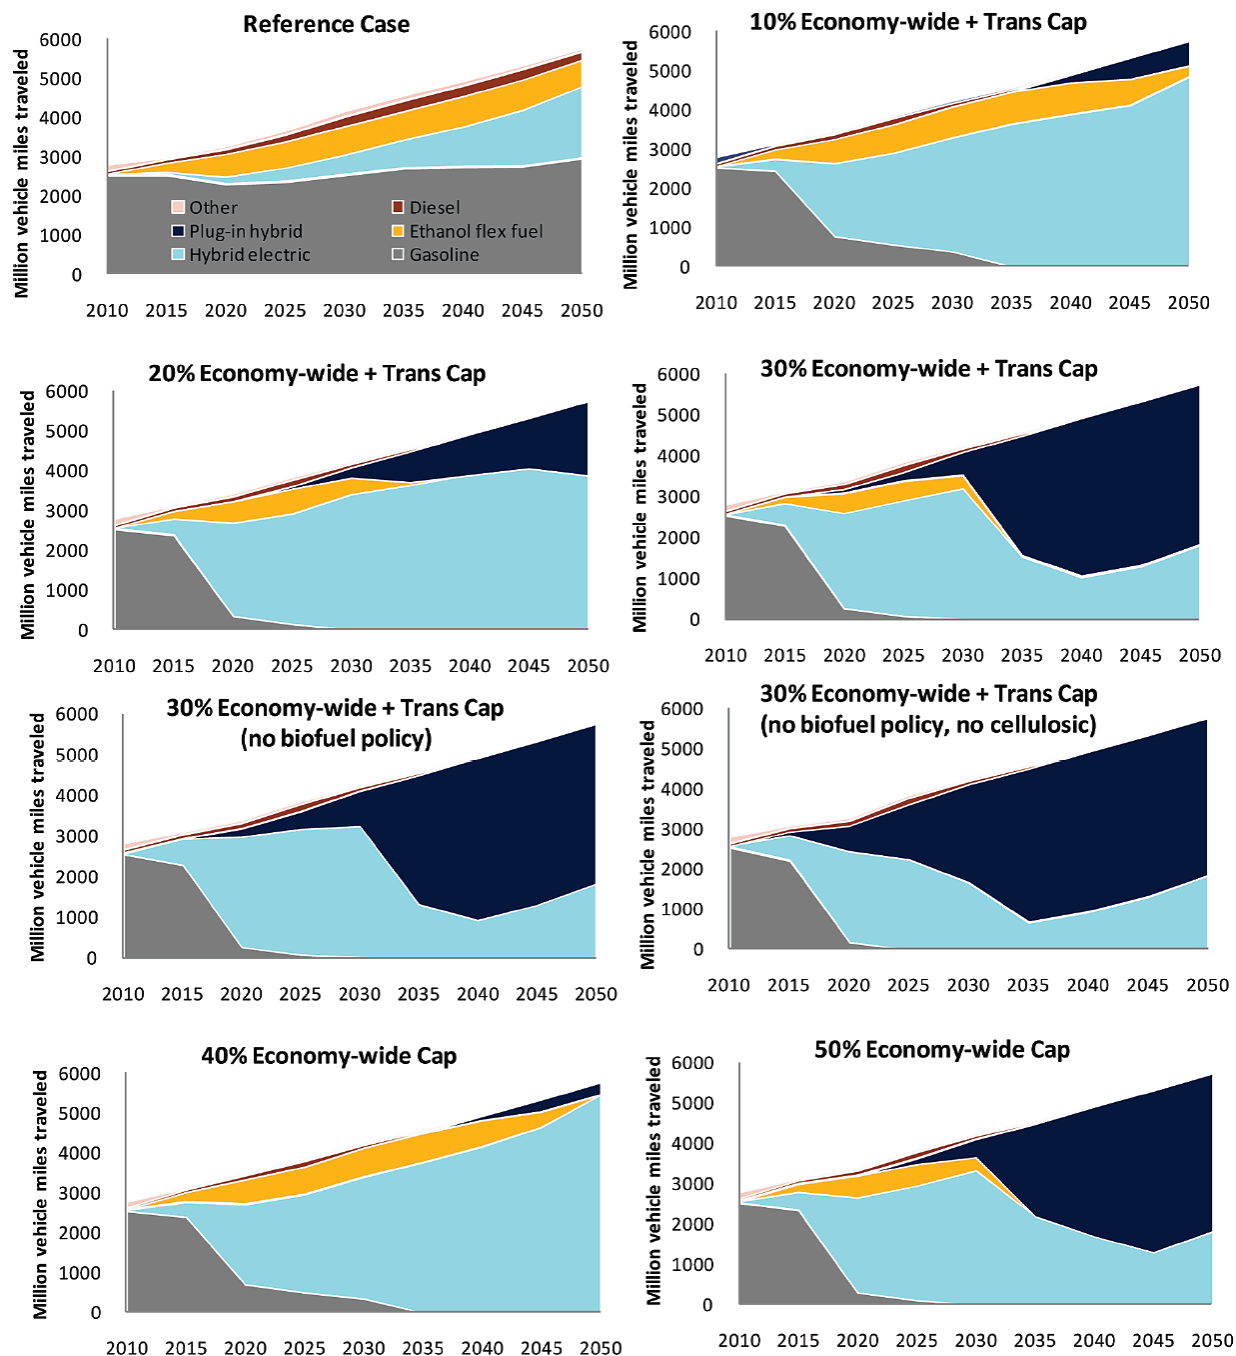 Reference Case
Million vehicle miles traveled
6000
5000
4000
3000
2000
1000
0
Other
Diesel
Plug-in hybrid
Ethanol flex fuel
Hybrid electric
Gasoline
2010 2015 2020 2025 2030 2035 2040 2045 2050
10% Economy-wide + Trans Cap
Million vehicle miles traveled
6000
5000
4000
3000
2000
1000
0
2010 2015 2020 2025 2030 2035 2040 2045 2050
20% Economy-wide + Trans Cap
Million vehicle miles traveled
6000
5000
4000
3000
2000
1000
0
2010 2015 2020 2025 2030 2035 2040 2045 2050
30% Economy-wide + Trans Cap
Million vehicle miles traveled
6000
5000
4000
3000
2000
1000
0
2010 2015 2020 2025 2030 2035 2040 2045 2050
30% Economy-wide + Trans Cap
(no biofuel policy)
Million vehicle miles traveled
6000
5000
4000
3000
2000
1000
0
2010 2015 2020 2025 2030 2035 2040 2045 2050
30% Economy-wide + Trans Cap
(no biofuel policy, no cellulosic)
Million vehicle miles traveled
6000
5000
4000
3000
2000
1000
0
2010 2015 2020 2025 2030 2035 2040 2045 2050
40% Economy-wide Cap
Million vehicle miles traveled
6000
5000
4000
3000
2000
1000
0
2010 2015 2020 2025 2030 2035 2040 2045 2050
50% Economy-wide Cap
Million vehicle miles traveled
6000
5000
4000
3000
2000
1000
0
2010 2015 2020 2025 2030 2035 2040 2045 2050